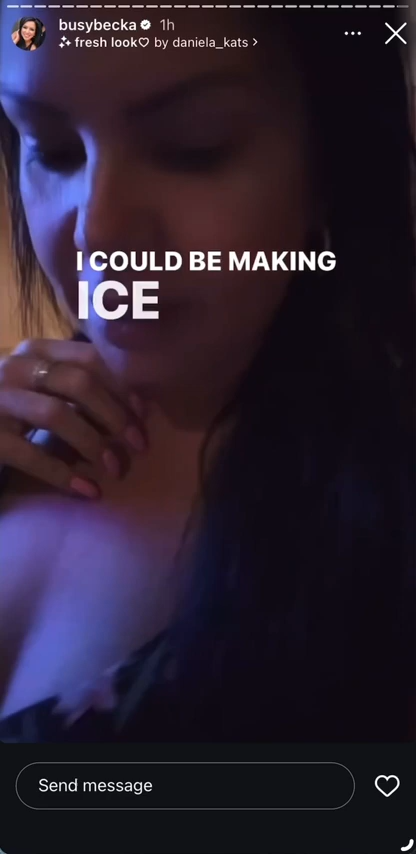 busybecka 1h
fresh look♡ by daniela_kats >
I COULD BE MAKING
ICE
Send message